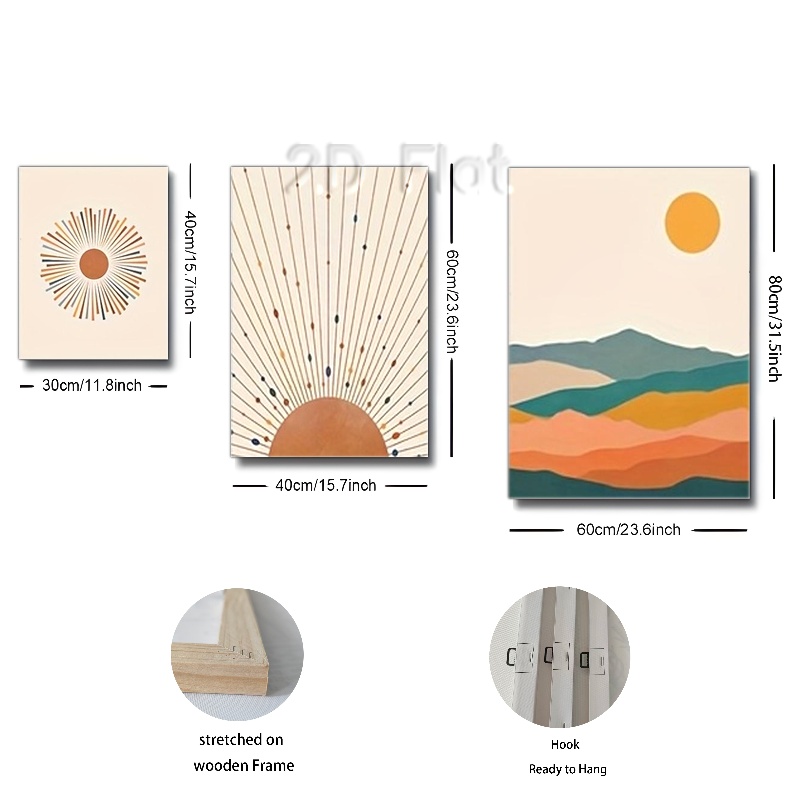 2D Flat
40cm/15.7inch
30cm/11.8inch
60cm/23.6inch
40cm/15.7inch
80cm/31.5inch
60cm/23.6inch
stretched on
wooden Frame
Hook
Ready to Hang